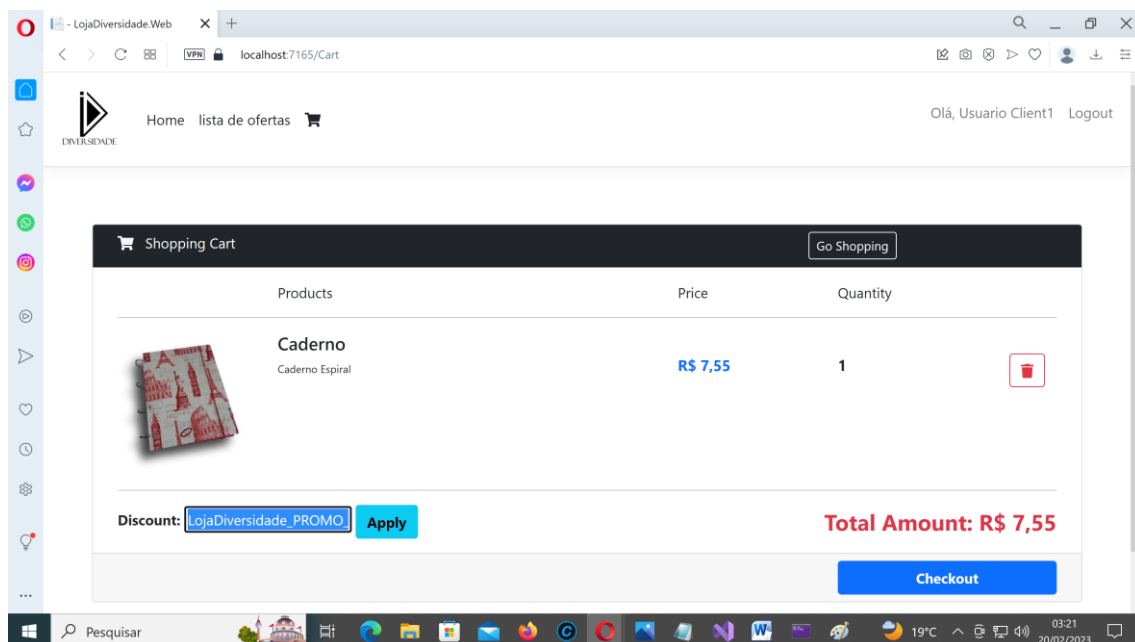 - LojaDiversidade.Web
VPN localhost:7165/Cart
DIVERSIDADE Home lista de ofertas Olá, Usuario Client1 Logout
Shopping Cart Go Shopping
Products Price Quantity
Caderno
Caderno Espiral R$ 7,55 1
Discount: LojaDiversidade_PROMO_ Apply Total Amount: R$ 7,55
Checkout
Pesquisar 19°C 03:21
20/02/2023